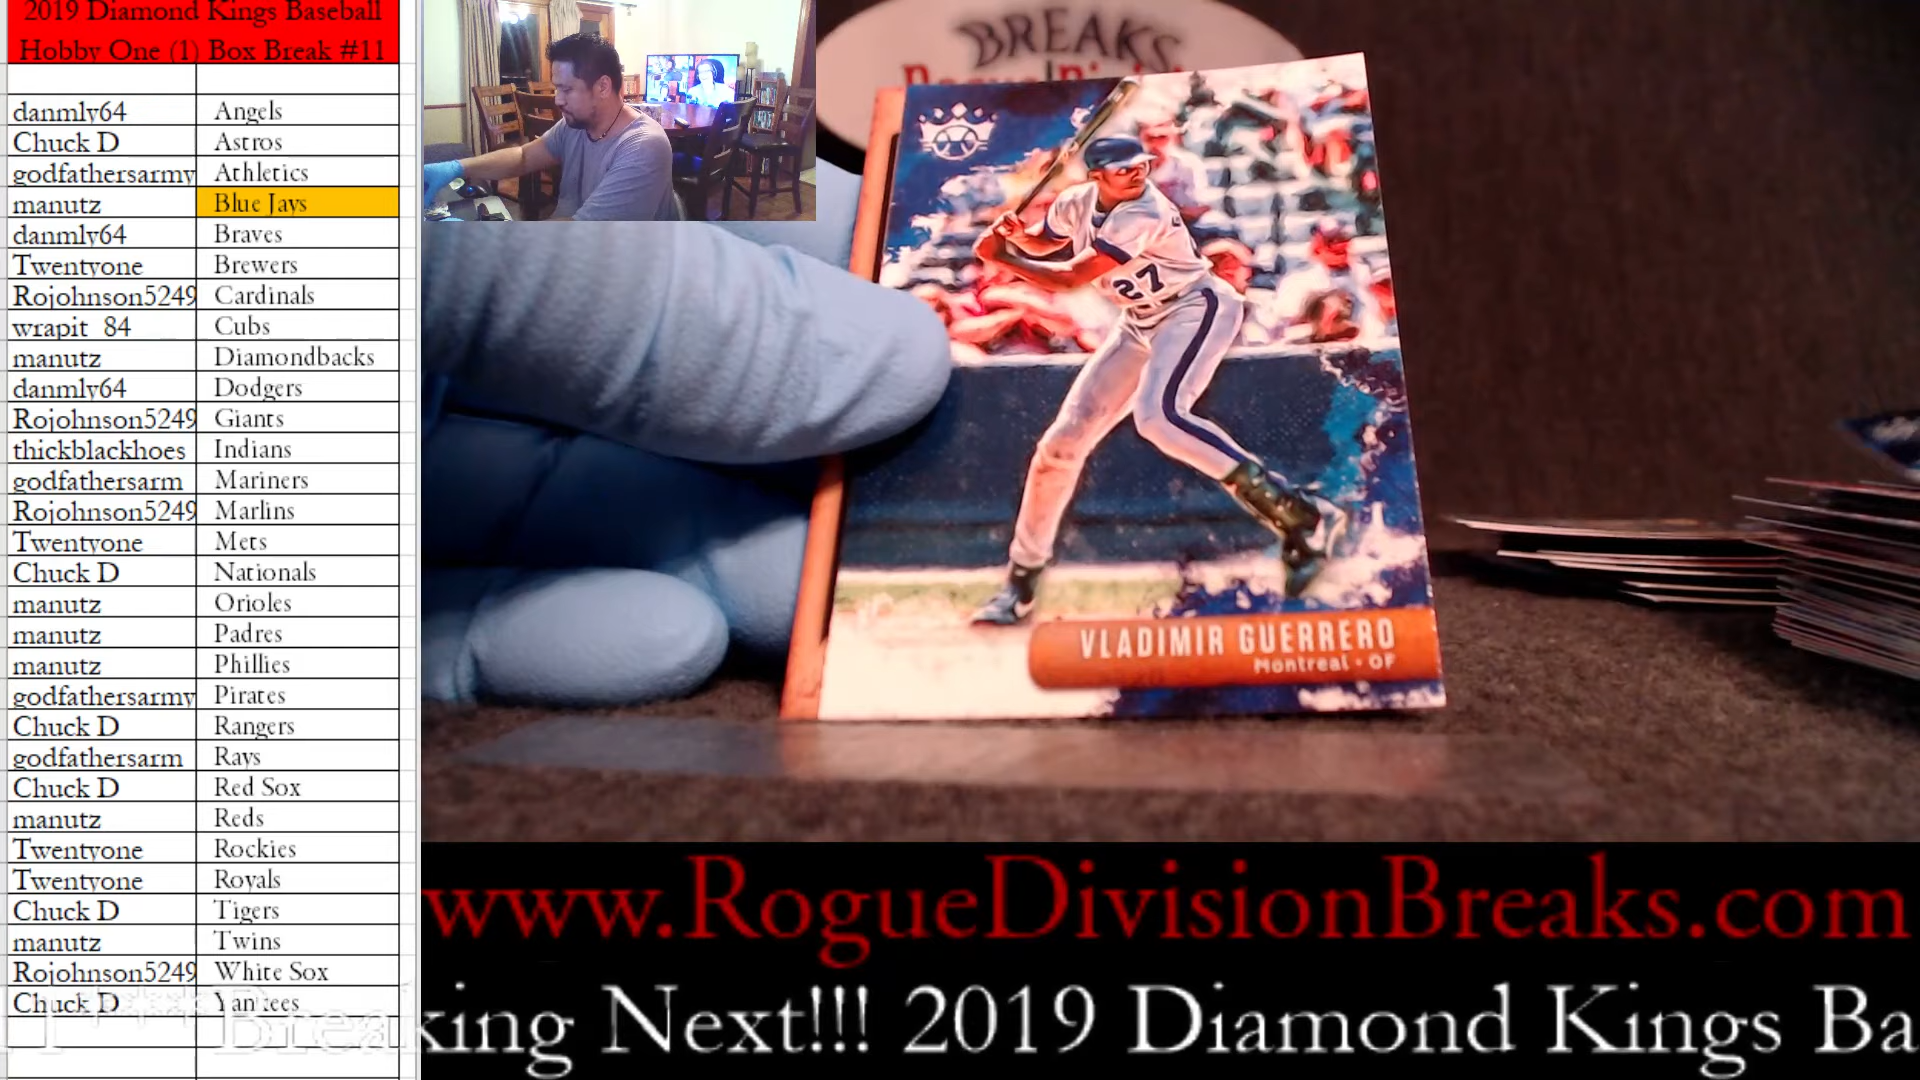 2019 Diamond Kings Baseball
Hobby One (1) Box Break #11
danmly64 Angels
Chuck D Astros
godfathersarmy Athletics
manutz Blue Jays
danmly64 Braves
Twentyone Brewers
Rojohnson5249 Cardinals
wrapit_84 Cubs
manutz Diamondbacks
danmly64 Dodgers
Rojohnson5249 Giants
thickblackhoes Indians
godfathersarm Mariners
Rojohnson5249 Marlins
Twentyone Mets
Chuck D Nationals
manutz Orioles
manutz Padres
manutz Phillies
godfathersarmy Pirates
Chuck D Rangers
godfathersarm Rays
Chuck D Red Sox
manutz Reds
Twentyone Rockies
Twentyone Royals
Chuck D Tigers
manutz Twins
Rojohnson5249 White Sox
Chuck D Yankees
BREAKS
27
VLADIMIR GUERRERO
Montreal • OF
www.RogueDivisionBreaks.com
Breaking Next!!! 2019 Diamond Kings Ba